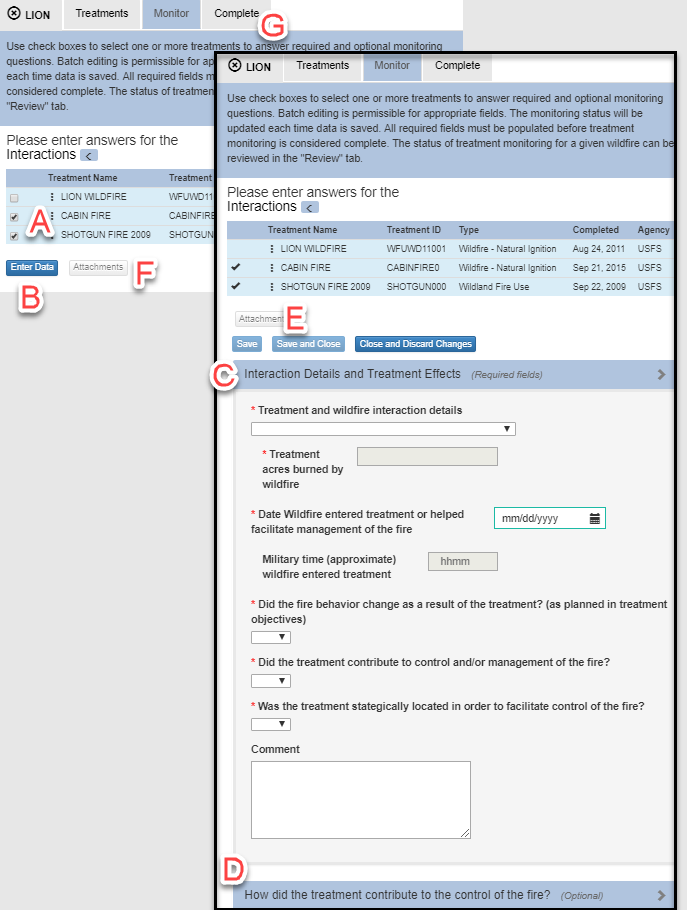 LION Treatments Monitor Complete
G
Use check boxes to select one or more treatments to answer required and optional monitoring
questions. Batch editing is permissible for ap
each time data is saved. All required fields m
considered complete. The status of treatment
"Review" tab.
Please enter answers for the
Interactions <
Treatment Name Treatment
LION WILDFIRE WFUWD11
A
CABIN FIRE CABINFIRE
SHOTGUN FIRE 2009 SHOTGUN
Enter Data Attachments
F
B
LION Treatments Monitor Complete
Use check boxes to select one or more treatments to answer required and optional monitoring
questions. Batch editing is permissible for appropriate fields. The monitoring status will be
updated each time data is saved. All required fields must be populated before treatment
monitoring is considered complete. The status of treatment monitoring for a given wildfire can be
reviewed in the "Review" tab.
Please enter answers for the
Interactions <
Treatment Name Treatment ID Type Completed Agency
LION WILDFIRE WFUWD11001 Wildfire - Natural Ignition Aug 24, 2011 USFS
CABIN FIRE CABINFIRE0 Wildfire - Natural Ignition Sep 21, 2015 USFS
SHOTGUN FIRE 2009 SHOTGUN000 Wildland Fire Use Sep 22, 2009 USFS
Attachmen
E
Save Save and Close Close and Discard Changes
C
Interaction Details and Treatment Effects (Required fields)
* Treatment and wildfire interaction details
* Treatment
acres burned by
wildfire
* Date Wildfire entered treatment or helped
facilitate management of the fire
mm/dd/yyyy
Military time (approximate)
wildfire entered treatment
hhmm
* Did the fire behavior change as a result of the treatment? (as planned in treatment
objectives)
* Did the treatment contribute to control and/or management of the fire?
* Was the treatment stategically located in order to facilitate control of the fire?
Comment
D
How did the treatment contribute to the control of the fire? (Optional)